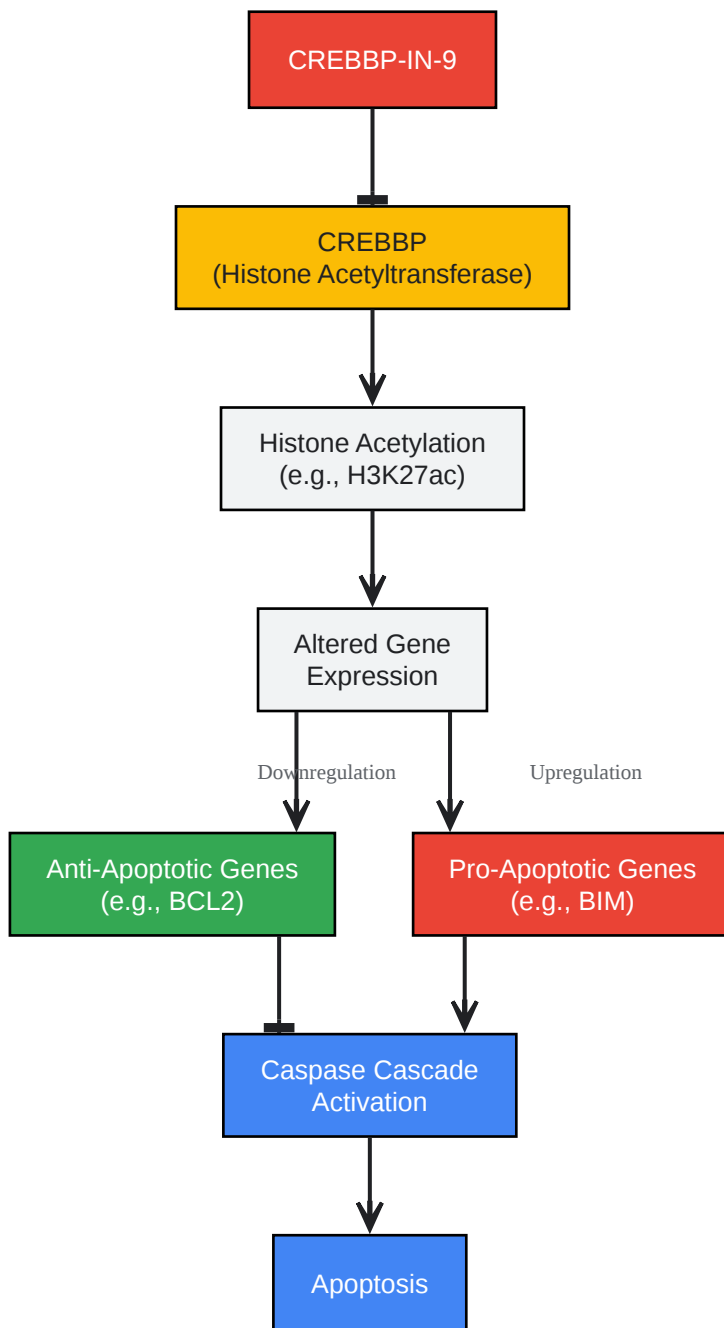 CREBBP-IN-9
CREBBP
(Histone Acetyltransferase)
Histone Acetylation
(e.g., H3K27ac)
Altered Gene
Expression
Downregulation
Upregulation
Anti-Apoptotic Genes
(e.g., BCL2)
Pro-Apoptotic Genes
(e.g., BIM)
Caspase Cascade
Activation
Apoptosis